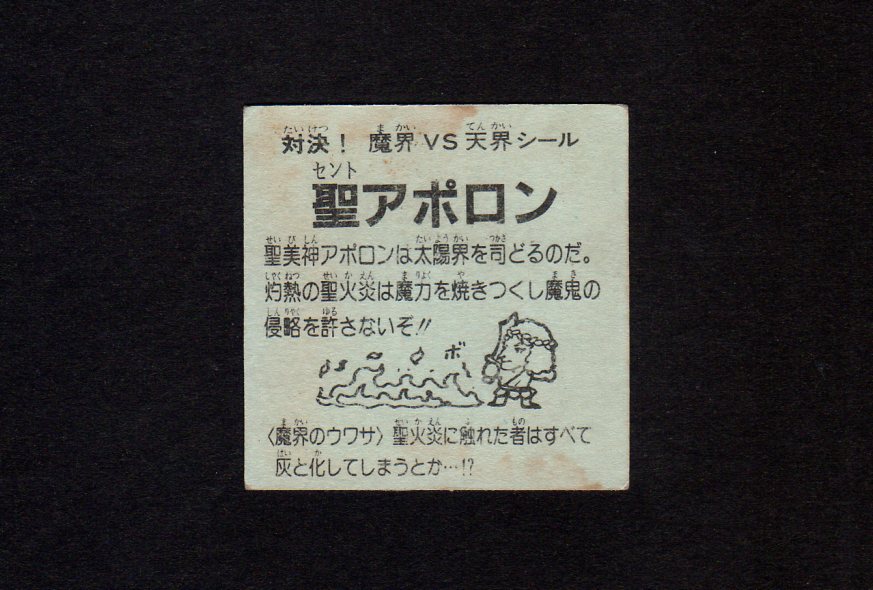 対決！ 魔界VS天界シール
聖アポロン
聖美神アポロンは太陽界を司どるのだ。
灼熱の聖火炎は魔力を焼きつくし魔鬼の
侵略を許さないぞ!!
ボ
〈魔界のウワサ〉聖火炎に触れた者はすべて
灰と化してしまうとか…!?